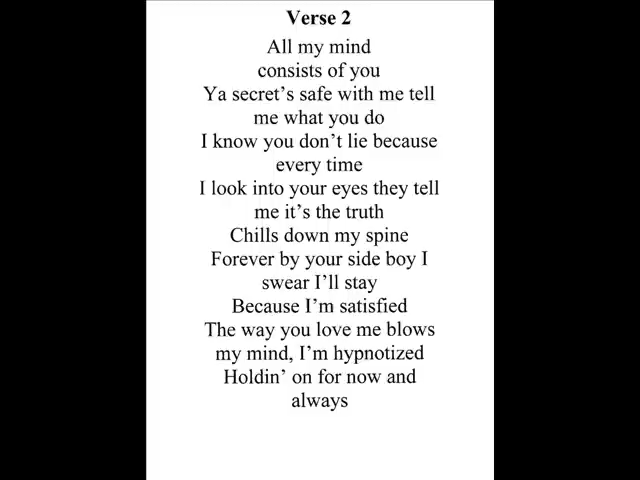 Verse 2
All my mind
consists of you
Ya secret's safe with me tell
me what you do
I know you don't lie because
every time
I look into your eyes they tell
me it's the truth
Chills down my spine
Forever by your side boy I
swear I'll stay
Because I'm satisfied
The way you love me blows
my mind, I'm hypnotized
Holdin' on for now and
always